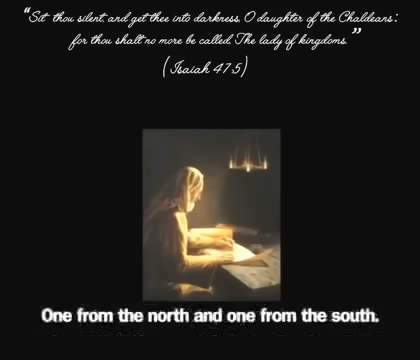 “Sit thou silent, and get thee into darkness, O daughter of the Chaldeans:
for thou shalt no more be called, The lady of kingdoms.”
(Isaiah 47:5)
One from the north and one from the south.